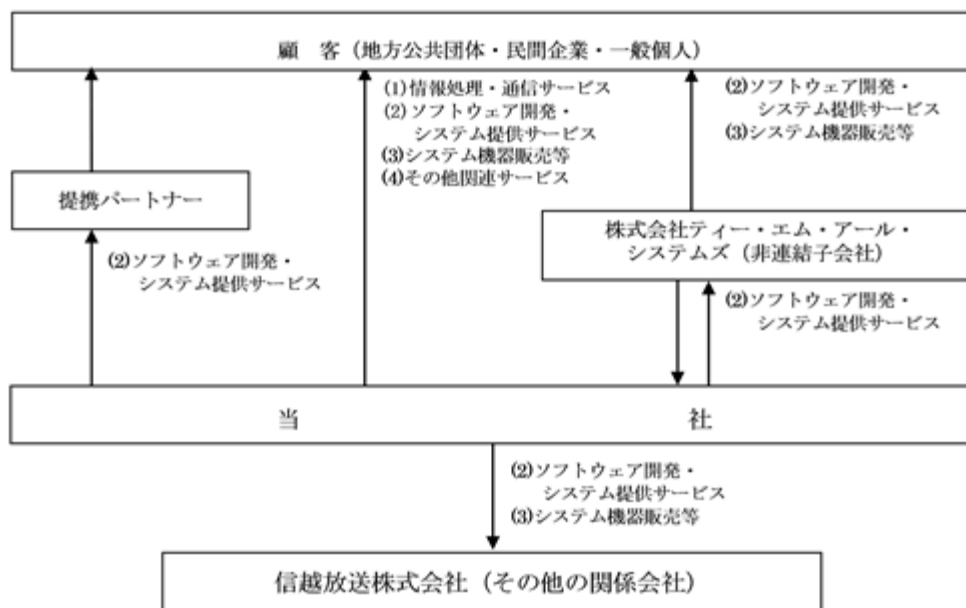 顧 客（地方公共団体・民間企業・一般個人）
(1)情報処理・通信サービス
(2)ソフトウェア開発・
システム提供サービス
(3)システム機器販売等
(4)その他関連サービス
(2)ソフトウェア開発・
システム提供サービス
(3)システム機器販売等
提携パートナー
株式会社ティー・エム・アール・
システムズ（非連結子会社）
(2)ソフトウェア開発・
システム提供サービス
(2)ソフトウェア開発・
システム提供サービス
当 社
(2)ソフトウェア開発・
システム提供サービス
(3)システム機器販売等
信越放送株式会社（その他の関係会社）